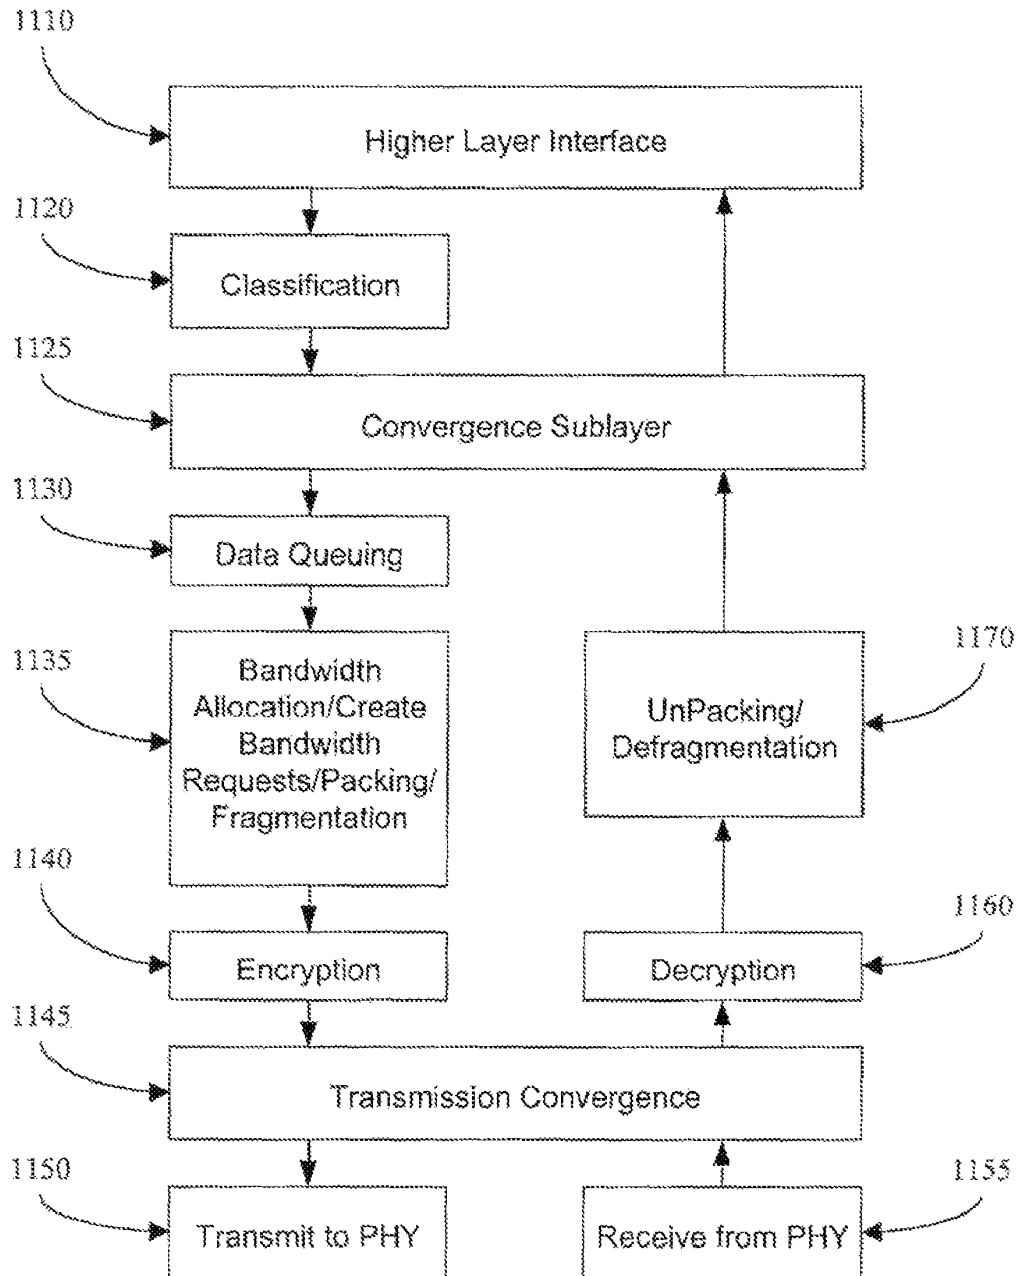 1110
Higher Layer Interface
1120
Classification
1125
Convergence Sublayer
1130
Data Queuing
1135
Bandwidth
Allocation/Create
Bandwidth
Requests/Packing/
Fragmentation
1170
UnPacking/
Defragmentation
1140
Encryption
1160
Decryption
1145
Transmission Convergence
1150
Transmit to PHY
1155
Receive from PHY